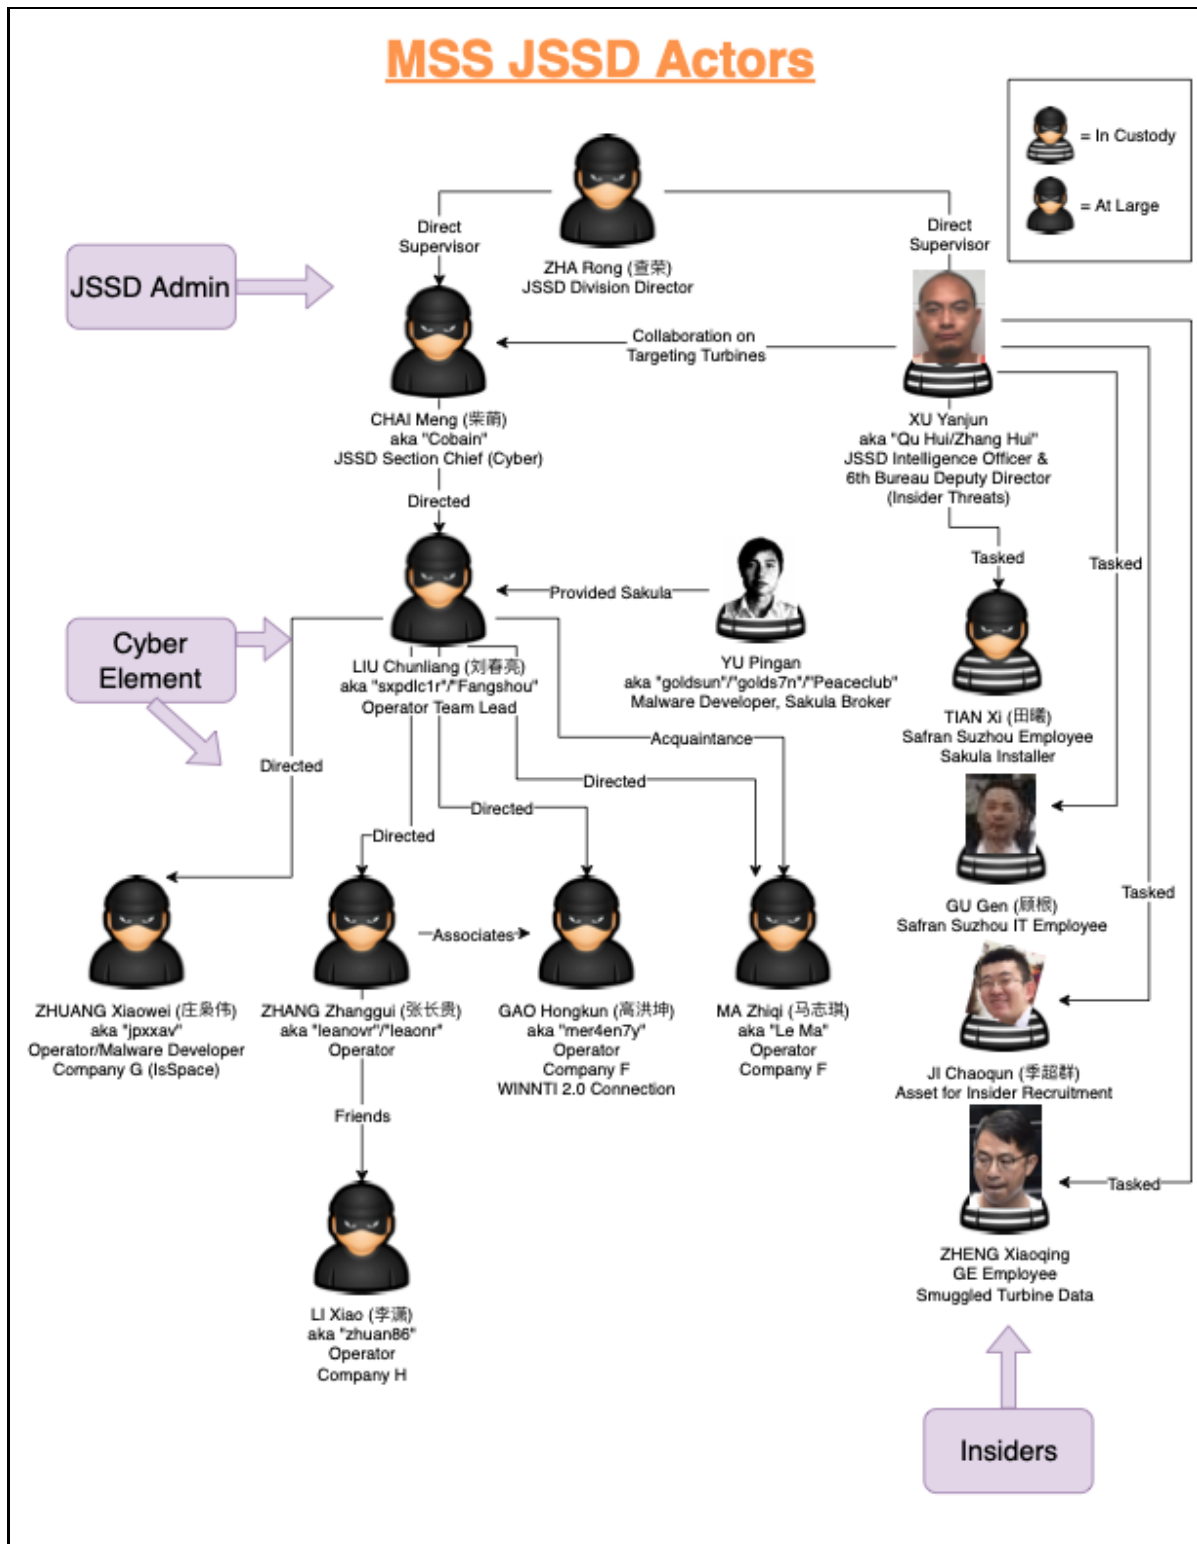 MSS JSSD Actors
= In Custody
= At Large
Direct
Supervisor
Direct
Supervisor
ZHA Rong (查荣)
JSSD Division Director
JSSD Admin
Collaboration on
Targeting Turbines
CHAI Meng (柴萌)
aka "Cobain"
JSSD Section Chief (Cyber)
XU Yanjun
aka "Qu Hui/Zhang Hui"
JSSD Intelligence Officer &
6th Bureau Deputy Director
(Insider Threats)
Directed
Tasked
Tasked
Provided Sakula
Cyber
Element
LIU Chunliang (刘春亮)
aka "sxpdlc1r"/"Fangshou"
Operator Team Lead
YU Pingan
aka "goldsun"/"golds7n"/"Peaceclub"
Malware Developer, Sakula Broker
TIAN Xi (田曦)
Safran Suzhou Employee
Sakula Installer
Acquaintance
Directed
Directed
Directed
Directed
Tasked
GU Gen (顾根)
Safran Suzhou IT Employee
Associates
ZHUANG Xiaowei (庄枭伟)
aka "jpxxav"
Operator/Malware Developer
Company G (IsSpace)
ZHANG Zhanggui (张长贵)
aka "leanovr"/"leaonr"
Operator
GAO Hongkun (高洪坤)
aka "mer4en7y"
Operator
Company F
WINNTI 2.0 Connection
MA Zhiqi (马志琪)
aka "Le Ma"
Operator
Company F
JI Chaoqun (季超群)
Asset for Insider Recruitment
Friends
Tasked
ZHENG Xiaoqing
GE Employee
Smuggled Turbine Data
LI Xiao (李潇)
aka "zhuan86"
Operator
Company H
Insiders